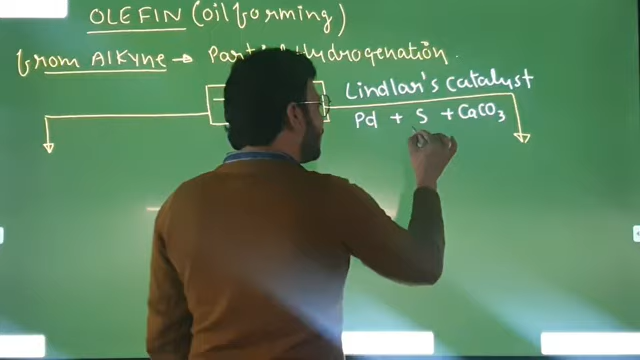 OLEFIN (oil forming)
from Alkyne → Partial Hydrogenation.
Lindlar's Catalyst
Pd + S + CaCO3